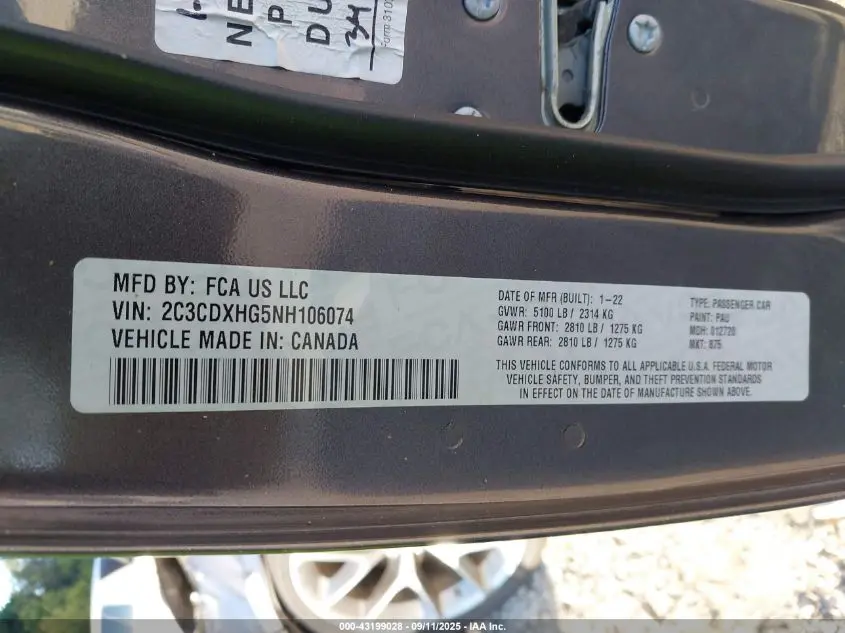 NE
P
DU
MFD BY: FCA US LLC
VIN: 2C3CDXHG5NH106074
VEHICLE MADE IN: CANADA
DATE OF MFR (BUILT): 1-22
GVWR: 5100 LB / 2314 KG
GAWR FRONT: 2810 LB / 1275 KG
GAWR REAR: 2810 LB / 1275 KG
TYPE: PASSENGER CAR
PAINT: PAU
MDH: 012720
MKT: B75
THIS VEHICLE CONFORMS TO ALL APPLICABLE U.S.A. FEDERAL MOTOR
VEHICLE SAFETY, BUMPER, AND THEFT PREVENTION STANDARDS
IN EFFECT ON THE DATE OF MANUFACTURE SHOWN ABOVE.
000-43199028 - 09/11/2025 - IAA Inc.